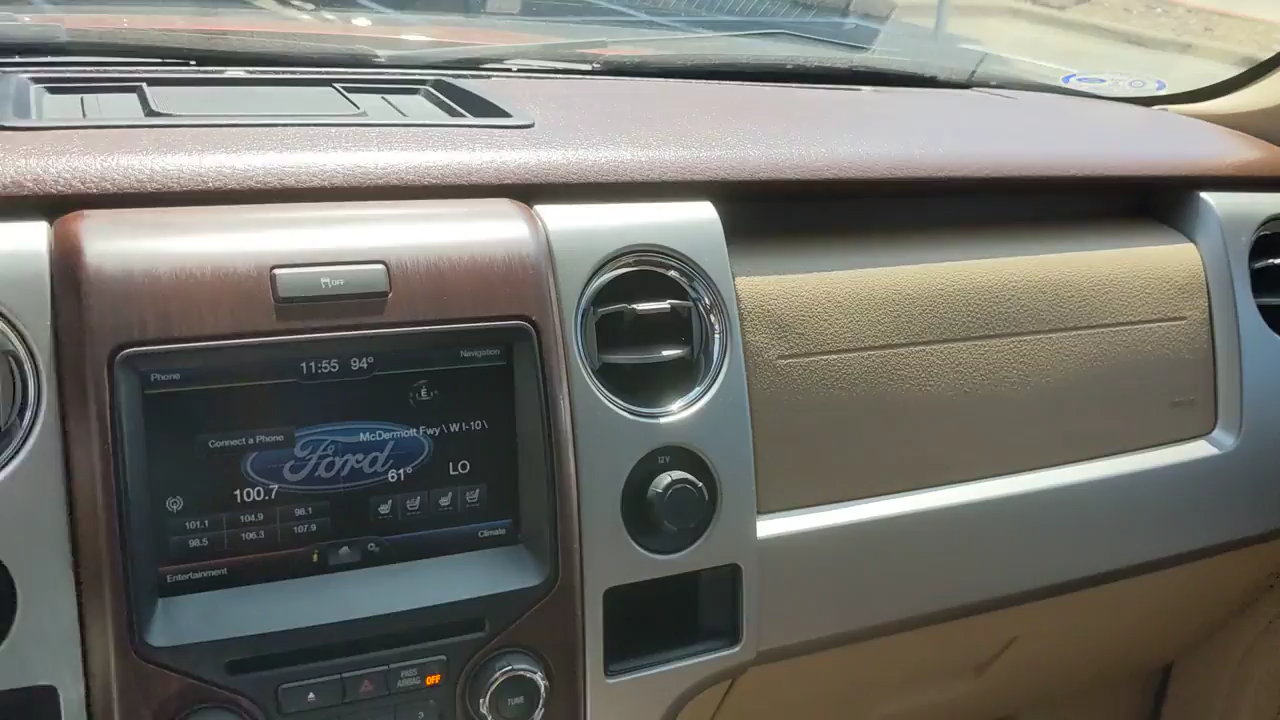 OFF
Phone
11:55 94°
Navigation
E
Connect a Phone
McDermott Fwy \ W I-10 \
Ford
61°
LO
100.7
101.1 104.9 98.1
98.5 106.3 107.9
Climate
Entertainment
12V
PASS
AIRBAG OFF
TUNE